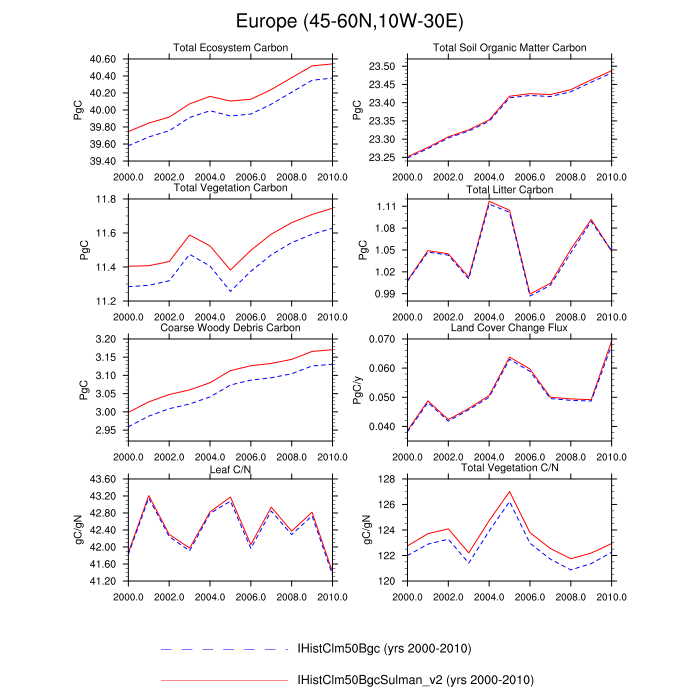 Europe (45-60N,10W-30E)
Total Ecosystem Carbon
PgC
40.60
40.40
40.20
40.00
39.80
39.60
39.40
2000.0 2002.0 2004.0 2006.0 2008.0 2010.0
Total Soil Organic Matter Carbon
PgC
23.50
23.45
23.40
23.35
23.30
23.25
2000.0 2002.0 2004.0 2006.0 2008.0 2010.0
Total Vegetation Carbon
PgC
11.8
11.6
11.4
11.2
2000.0 2002.0 2004.0 2006.0 2008.0 2010.0
Total Litter Carbon
PgC
1.11
1.08
1.05
1.02
0.99
2000.0 2002.0 2004.0 2006.0 2008.0 2010.0
Coarse Woody Debris Carbon
PgC
3.20
3.15
3.10
3.05
3.00
2.95
2000.0 2002.0 2004.0 2006.0 2008.0 2010.0
Land Cover Change Flux
PgC/y
0.070
0.060
0.050
0.040
2000.0 2002.0 2004.0 2006.0 2008.0 2010.0
Leaf C/N
gC/gN
43.60
43.20
42.80
42.40
42.00
41.60
41.20
2000.0 2002.0 2004.0 2006.0 2008.0 2010.0
Total Vegetation C/N
gC/gN
128
126
124
122
120
2000.0 2002.0 2004.0 2006.0 2008.0 2010.0
IHistClm50Bgc (yrs 2000-2010)
IHistClm50BgcSulman_v2 (yrs 2000-2010)